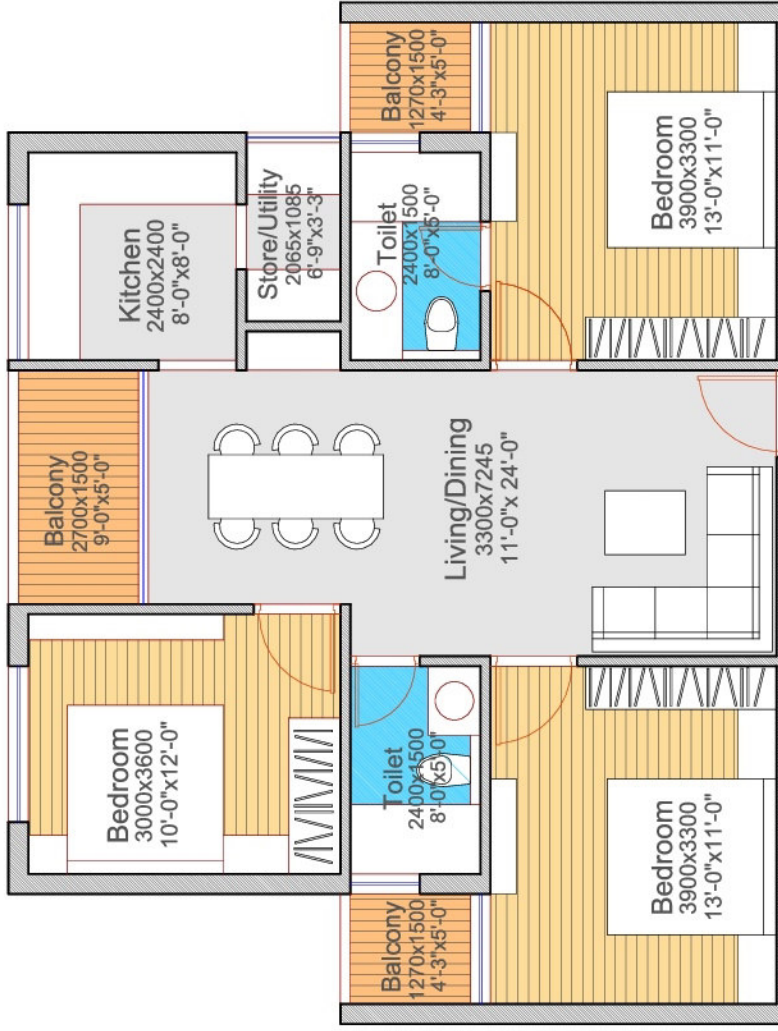 Balcony
1270x1500
4'-3"x5'-0"
Bedroom
3900x3300
13'-0"x11'-0"
Kitchen
2400x2400
8'-0"x8'-0"
Store/Utility
2065x1085
6'-9"x3'-3"
Toilet
2400x1500
8'-0"x5'-0"
Balcony
2700x1500
9'-0"x5'-0"
Living/Dining
3300x7245
11'-0"x 24'-0"
Bedroom
3000x3600
10'-0"x12'-0"
Toilet
2400x1500
8'-0"x5'-0"
Balcony
1270x1500
4'-3"x5'-0"
Bedroom
3900x3300
13'-0"x11'-0"